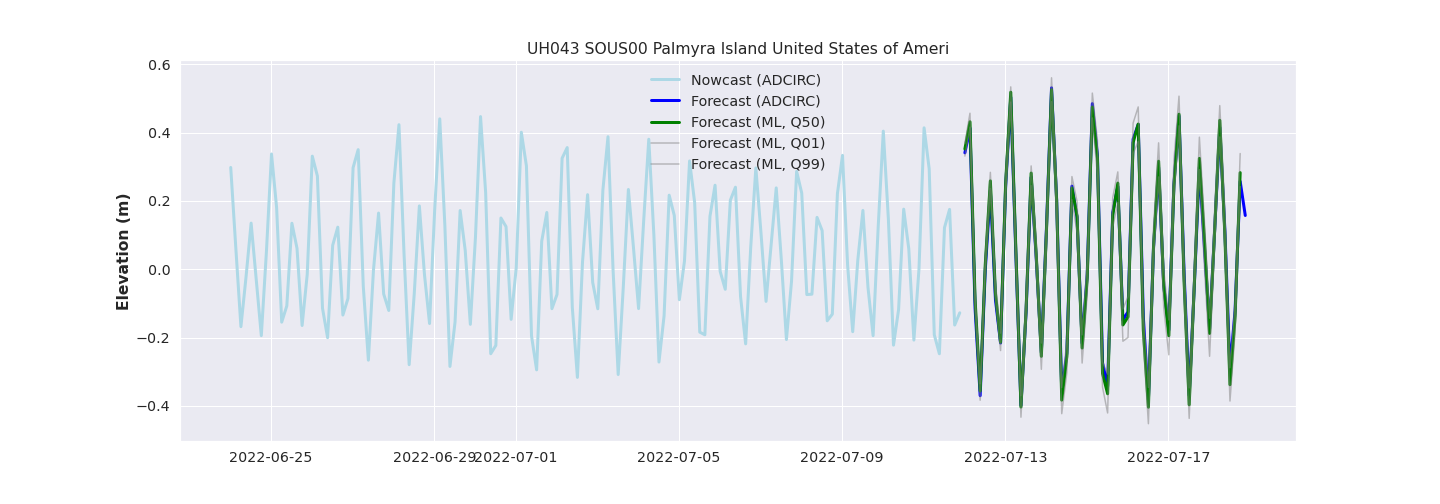 UH043 SOUS00 Palmyra Island United States of Ameri
Nowcast (ADCIRC)
Forecast (ADCIRC)
Forecast (ML, Q50)
Forecast (ML, Q01)
Forecast (ML, Q99)
Elevation (m)
0.6
0.4
0.2
0.0
−0.2
−0.4
2022-06-25
2022-06-29
2022-07-01
2022-07-05
2022-07-09
2022-07-13
2022-07-17